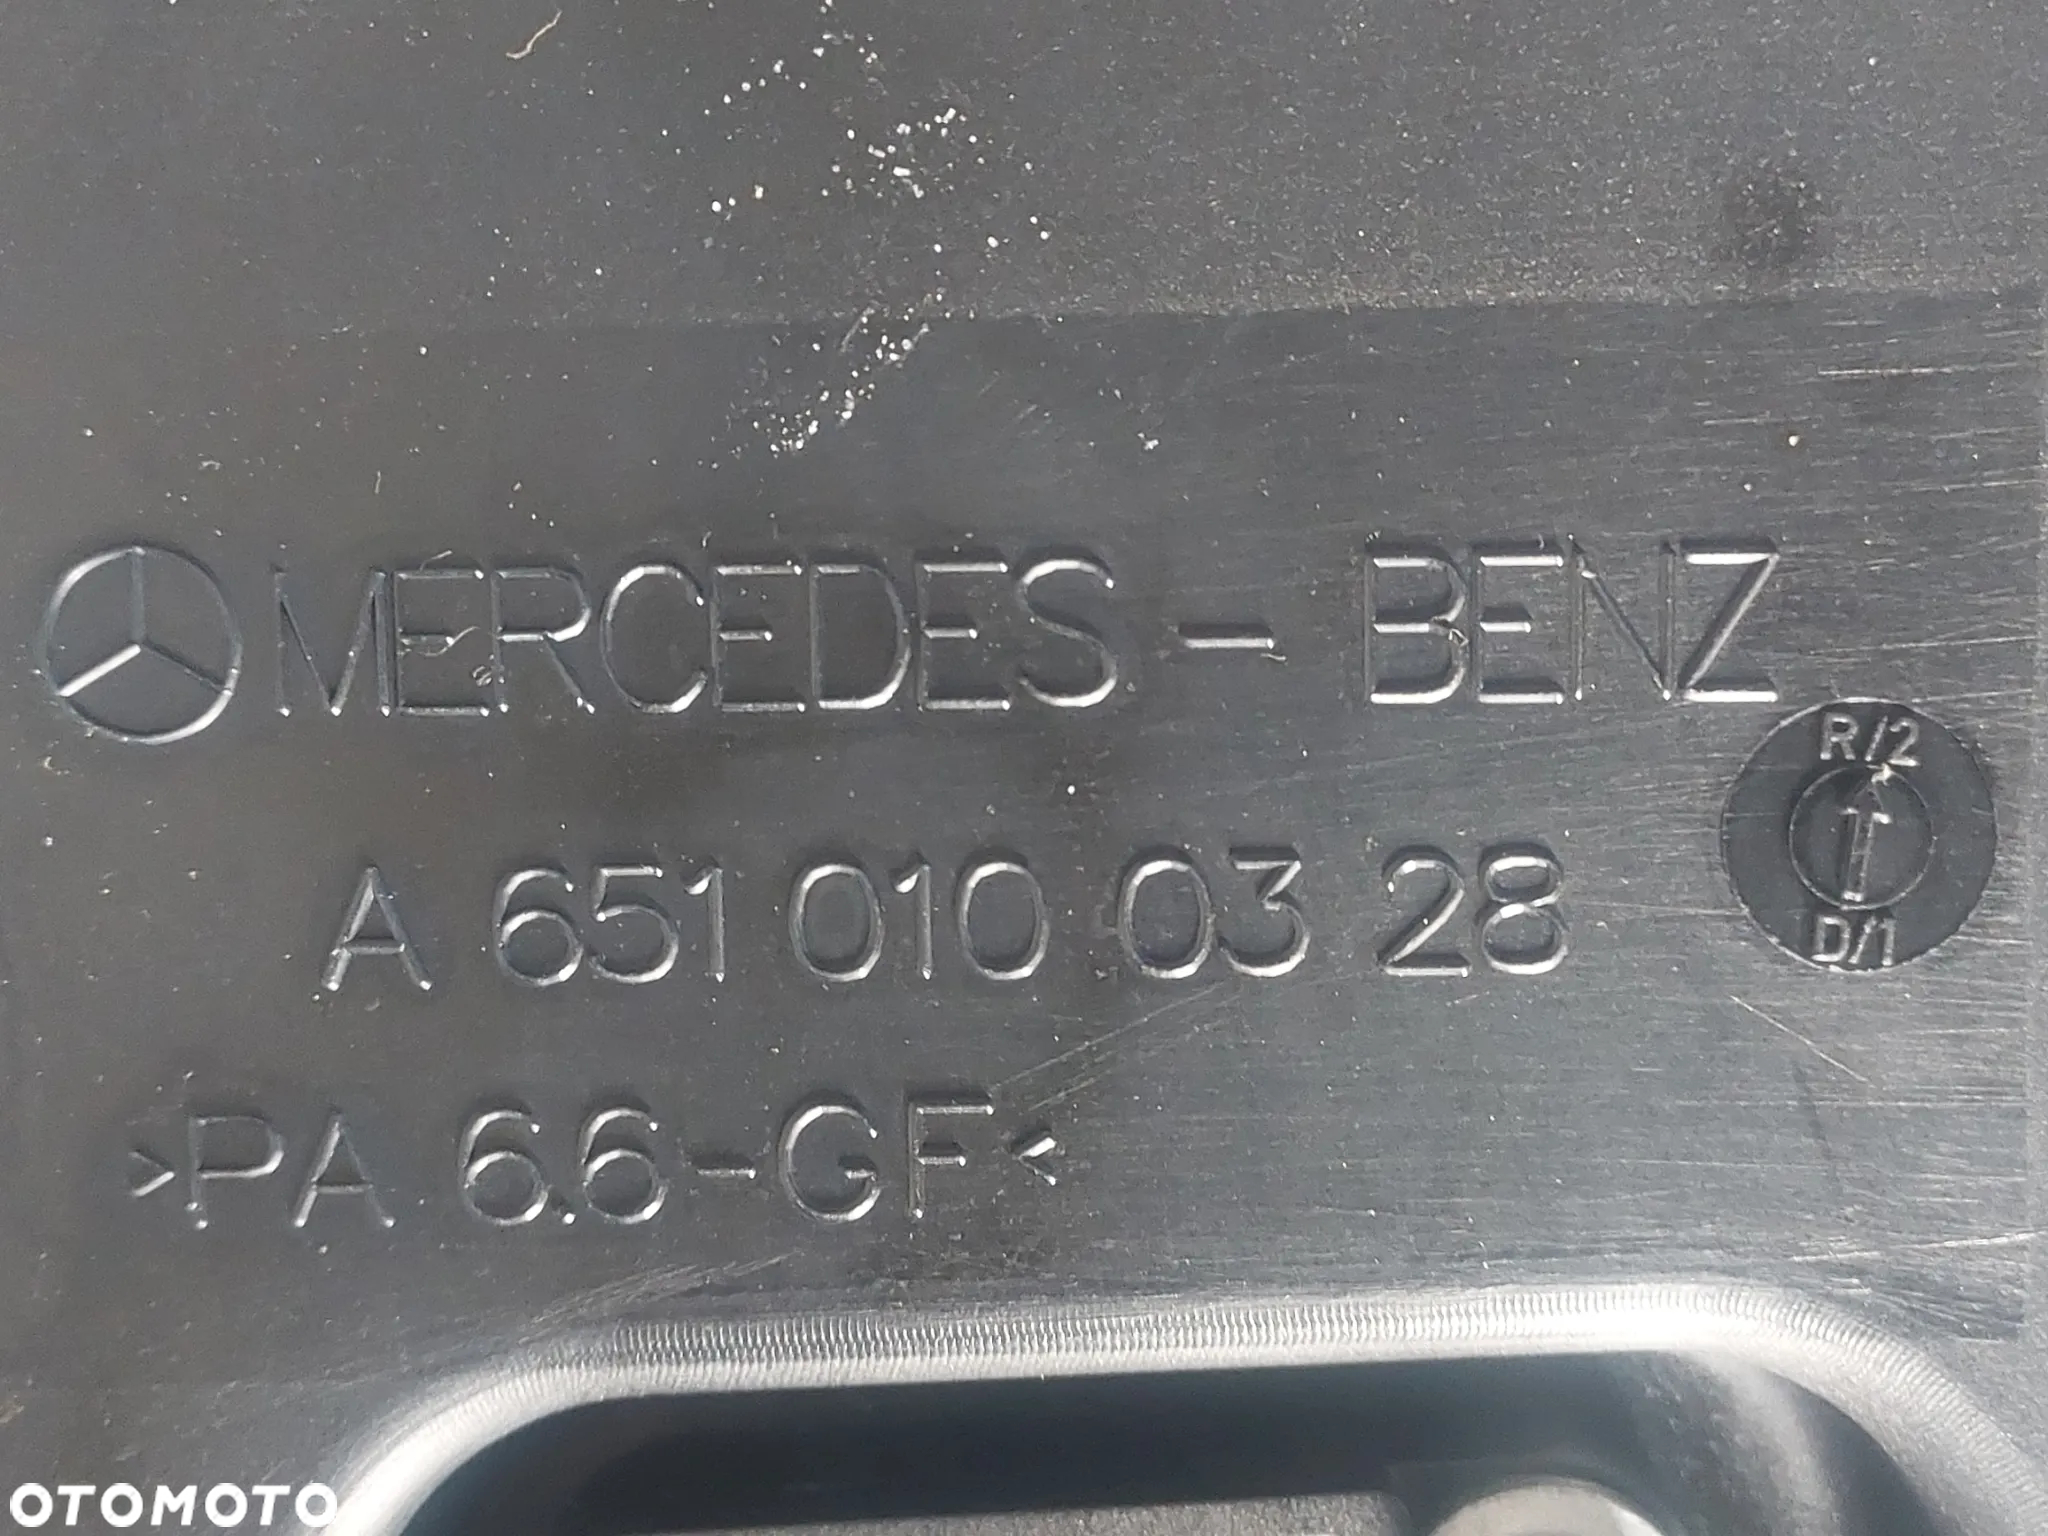 MERCEDES - BENZ
R/2
A 651 010 03 28
D/1
>PA 6.6-GF<
OTOMOTO